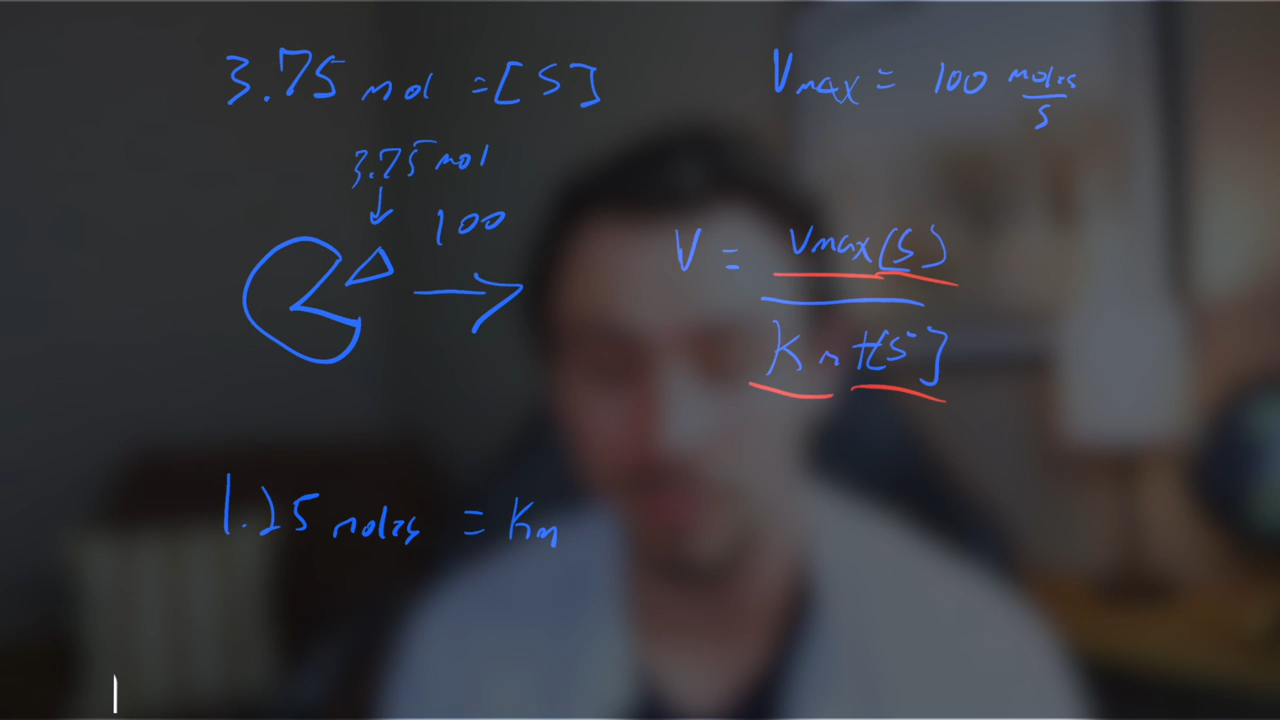 3.75 mol = [S]
Vmax = 100 moles/s
3.75 mol
100
V = Vmax(S)
Km + [S]
1.25 moles = Km